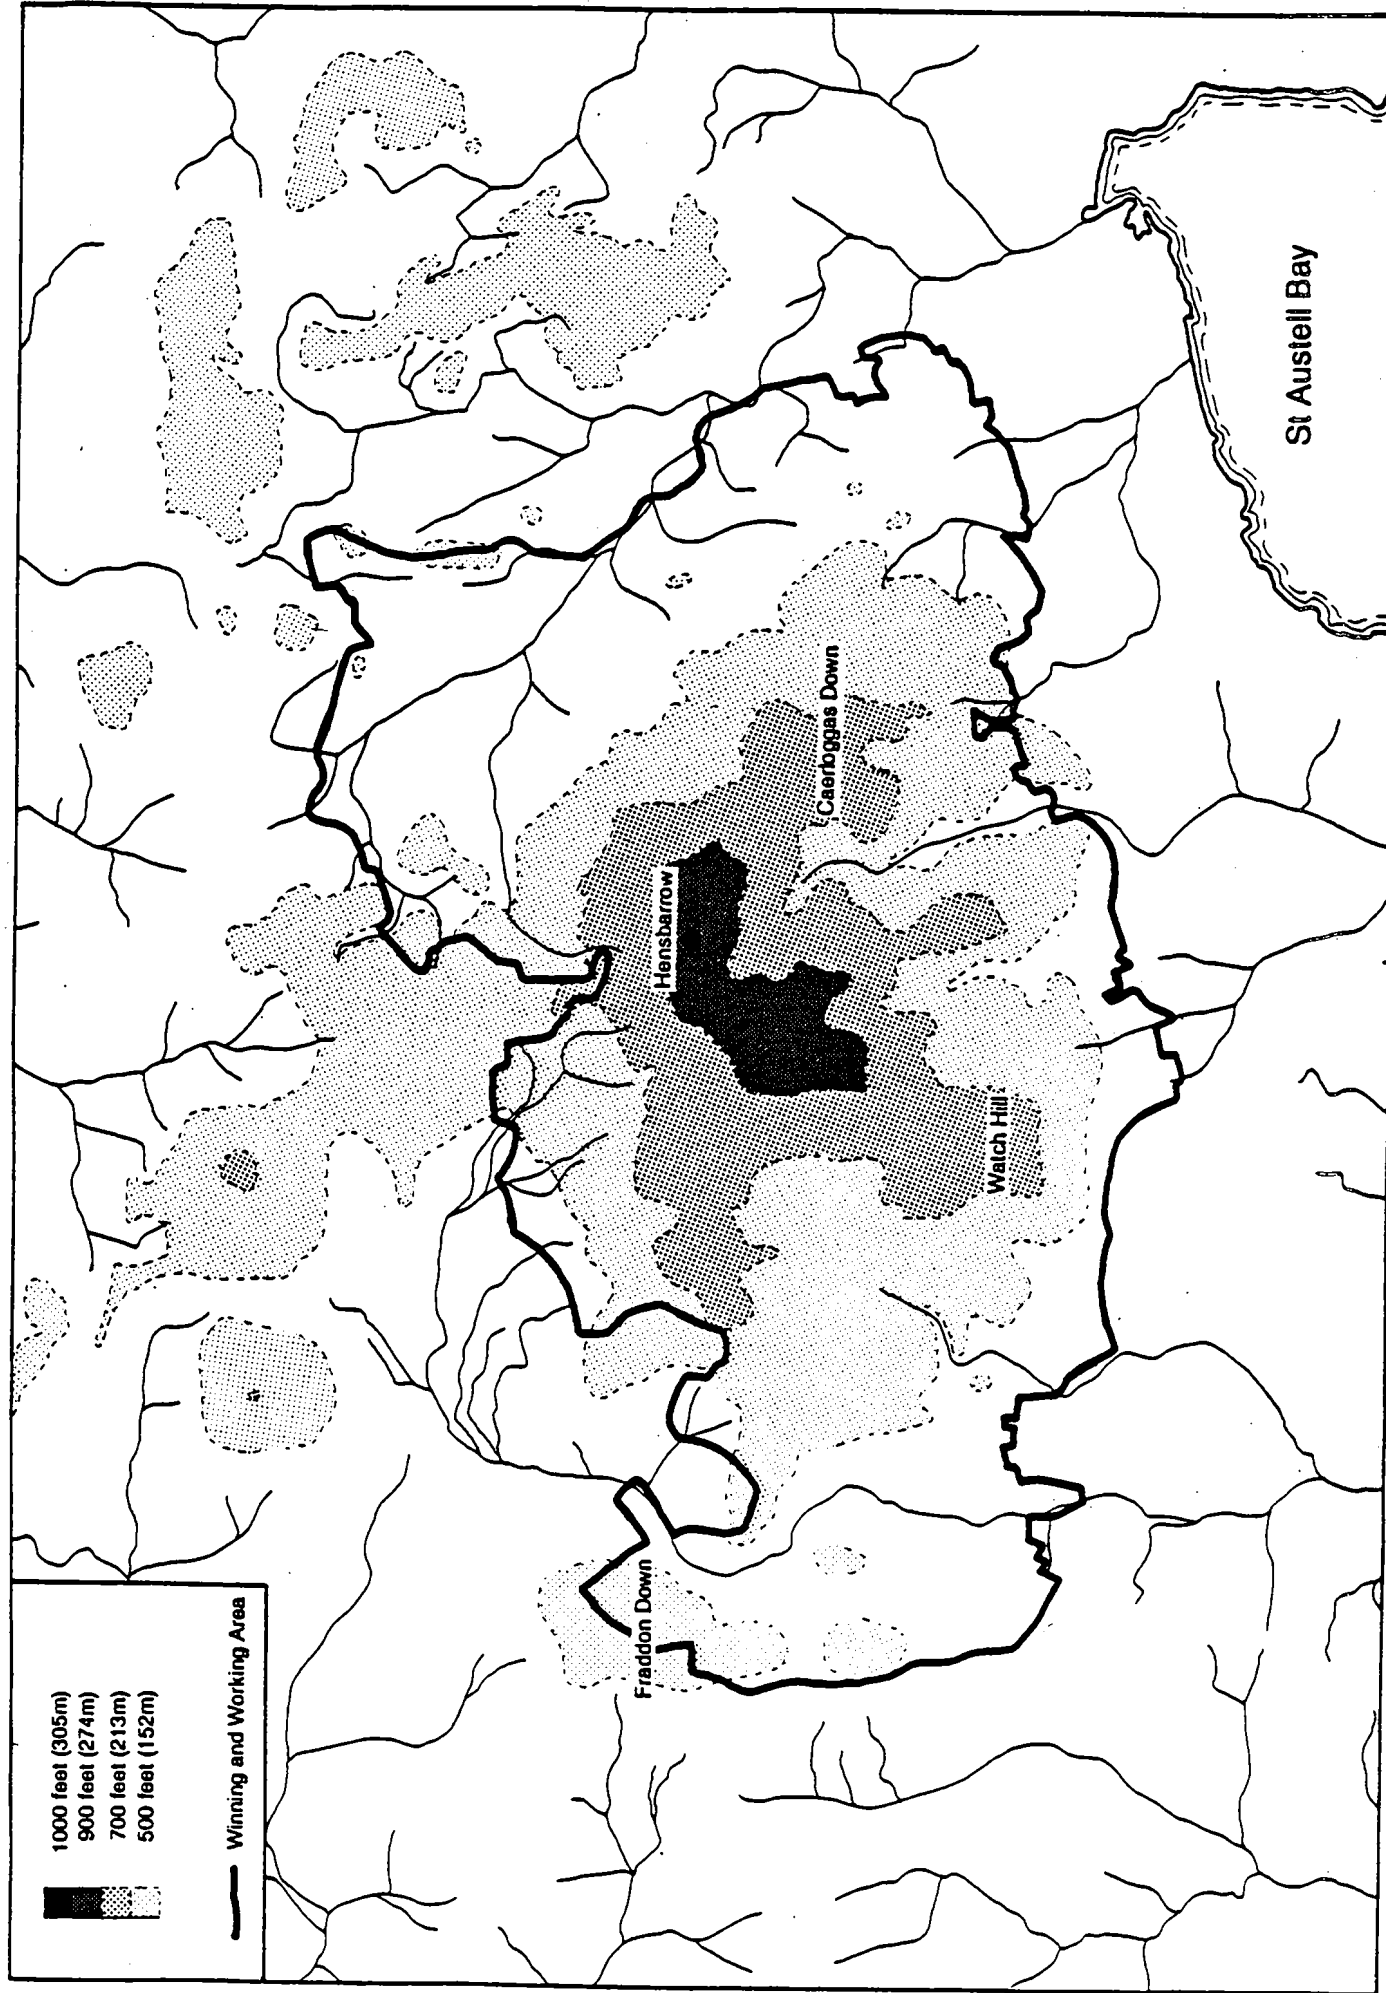 1000 feet (305m)
900 feet (274m)
700 feet (213m)
500 feet (152m)
Winning and Working Area
Fraddon Down
Hensbarrow
Watch Hill
Caerloggas Down
St Austell Bay